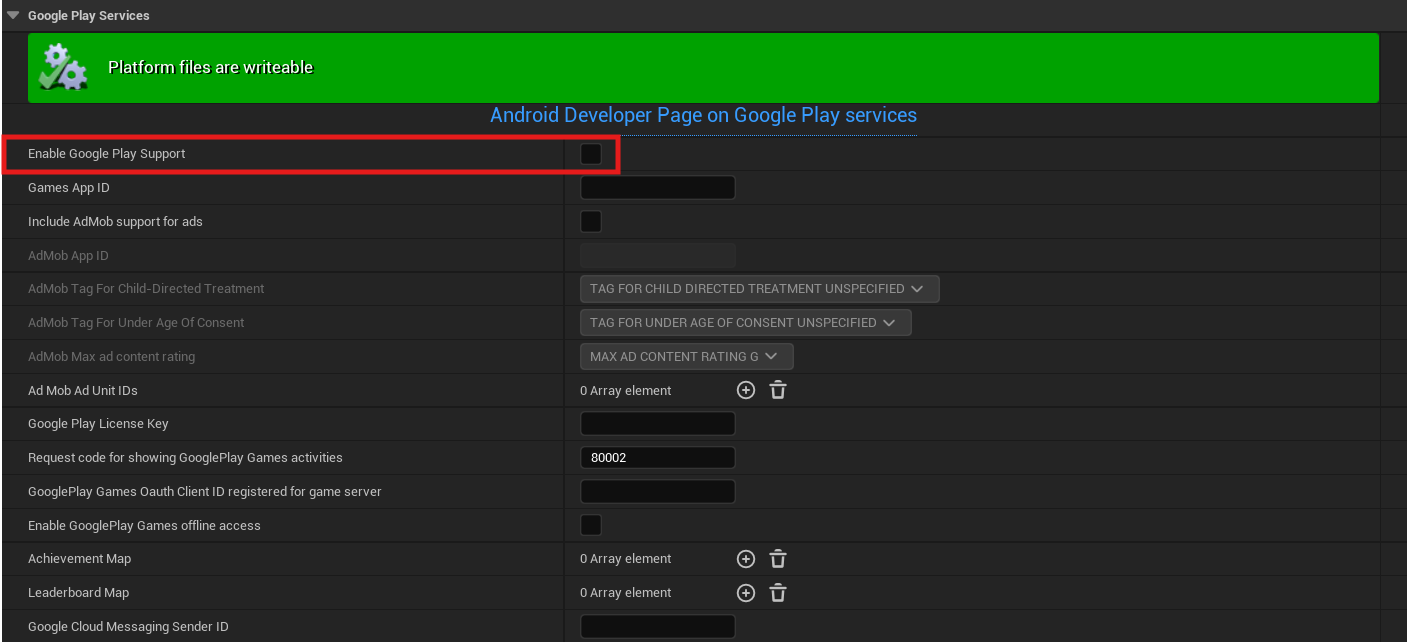 Google Play Services
Platform files are writeable
Android Developer Page on Google Play services
Enable Google Play Support
Games App ID
Include AdMob support for ads
AdMob App ID
AdMob Tag For Child-Directed Treatment TAG FOR CHILD DIRECTED TREATMENT UNSPECIFIED
AdMob Tag For Under Age Of Consent TAG FOR UNDER AGE OF CONSENT UNSPECIFIED
AdMob Max ad content rating MAX AD CONTENT RATING G
Ad Mob Ad Unit IDs 0 Array element
Google Play License Key
Request code for showing GooglePlay Games activities 80002
GooglePlay Games Oauth Client ID registered for game server
Enable GooglePlay Games offline access
Achievement Map 0 Array element
Leaderboard Map 0 Array element
Google Cloud Messaging Sender ID